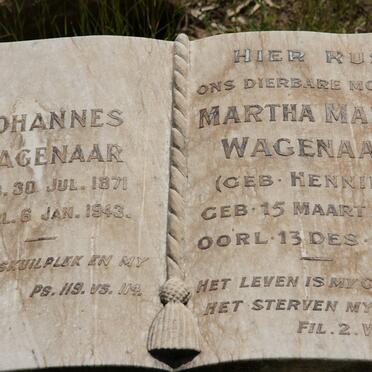 OHANNES
AGENAAR
. 30 JUL. 1871
L. 6 JAN. 1943.
SKUILPLEK EN MY
PS. 119. VS. 114.
HIER RUS
ONS DIERBARE MO
MARTHA MA
WAGENAA
(GEB. HENNI
GEB. 15 MAART
OORL. 13 DES.
HET LEVEN IS MY
HET STERVEN MY
FIL. 2. V